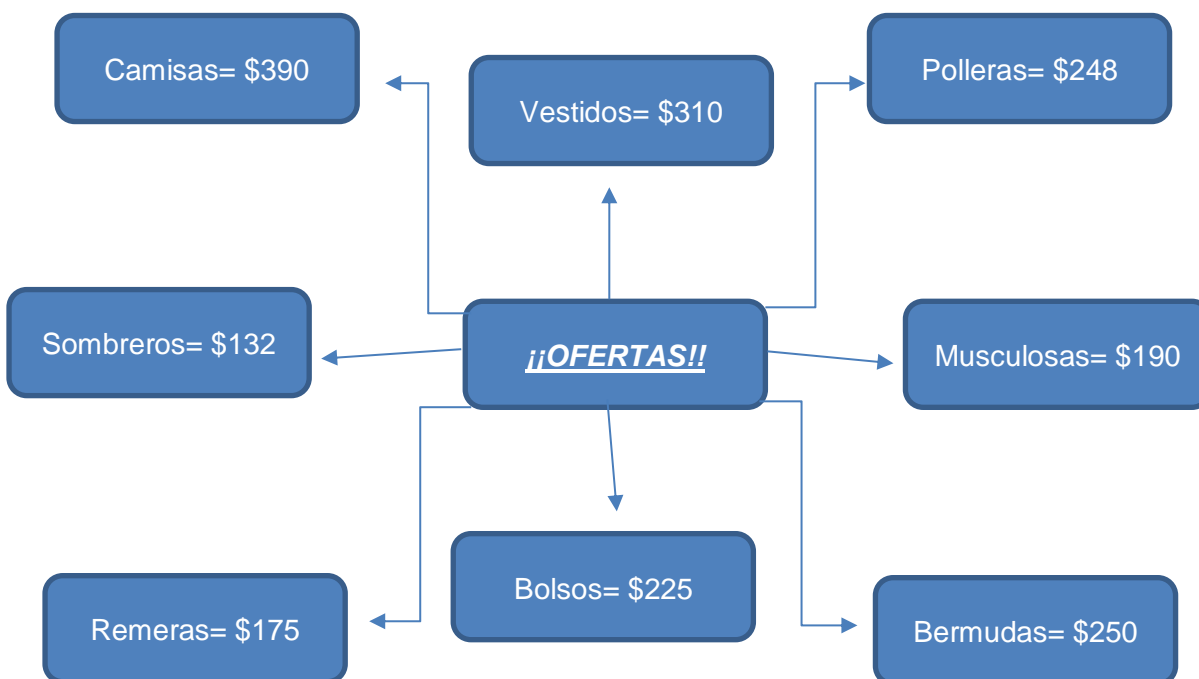 Camisas= $390
Vestidos= $310
Polleras= $248
Sombreros= $132
¡¡OFERTAS!!
Musculosas= $190
Remeras= $175
Bolsos= $225
Bermudas= $250